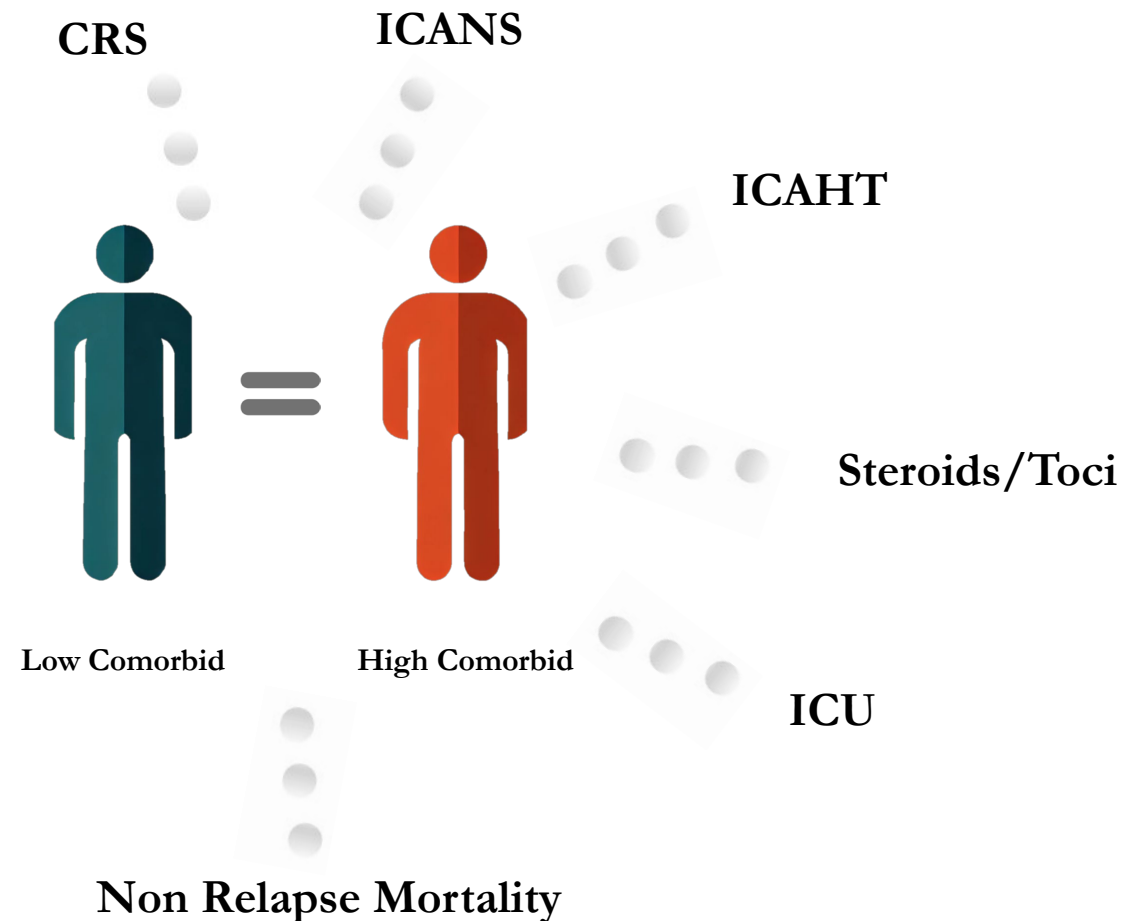 CRS
ICANS
ICAHT
Steroids/Toci
Low Comorbid
High Comorbid
ICU
Non Relapse Mortality